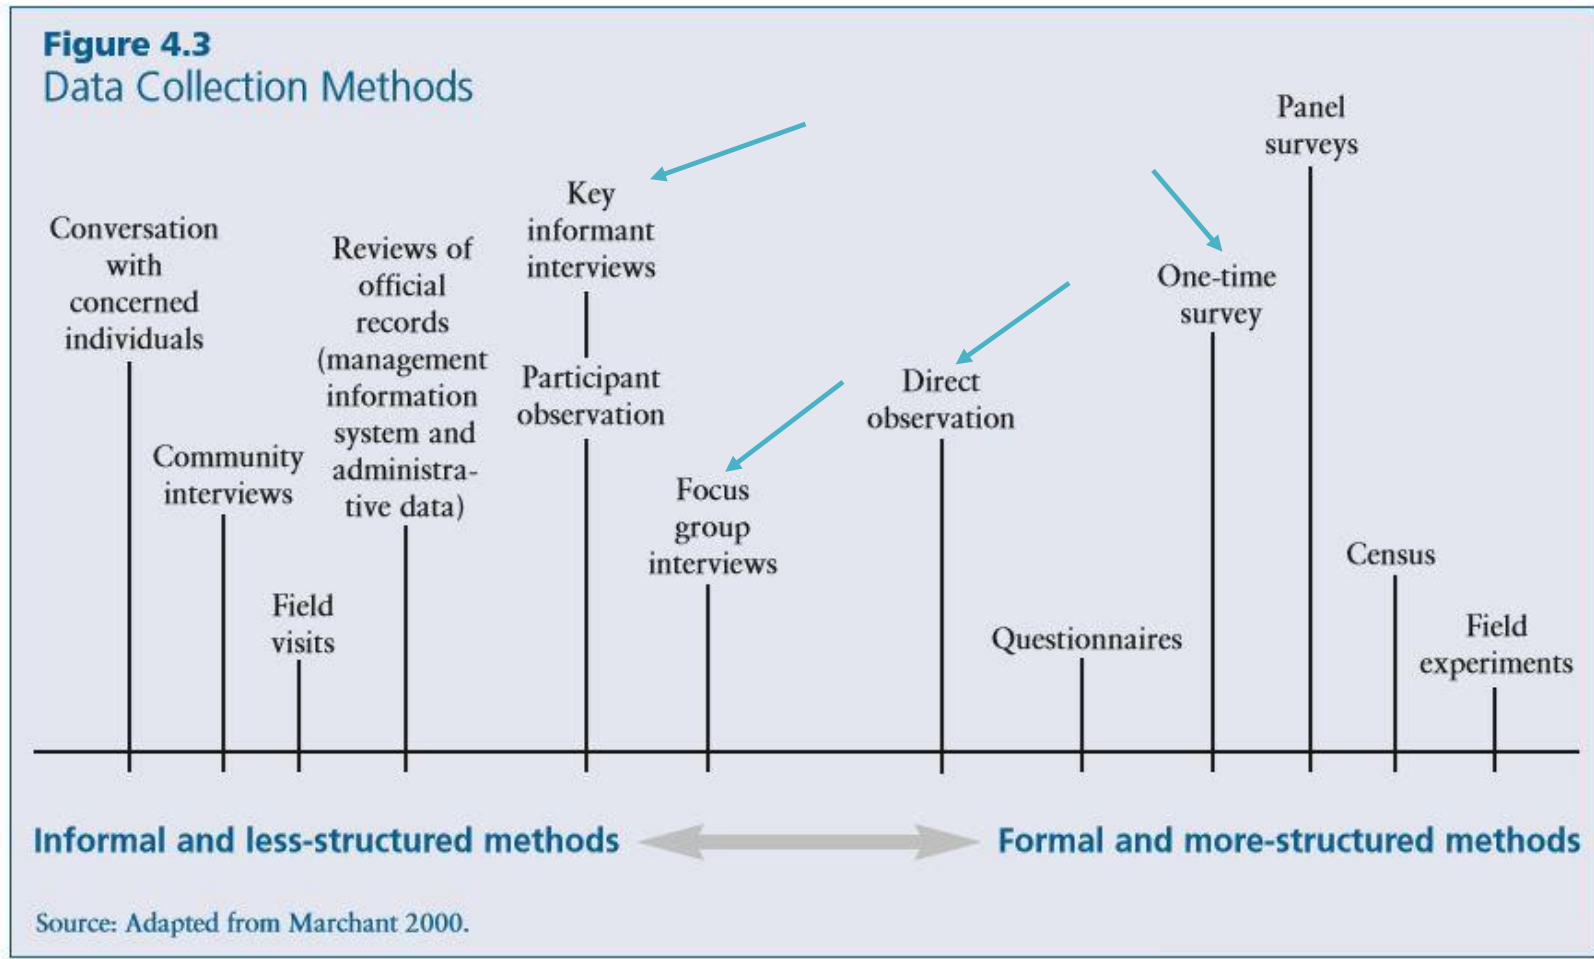 Figure 4.3
Data Collection Methods
Conversation
with
concerned
individuals
Community
interviews
Field
visits
Reviews of
official
records
(management
information
system and
administra-
tive data)
Key
informant
interviews
Participant
observation
Focus
group
interviews
Direct
observation
Questionnaires
One-time
survey
Panel
surveys
Census
Field
experiments
Informal and less-structured methods
Formal and more-structured methods
Source: Adapted from Marchant 2000.